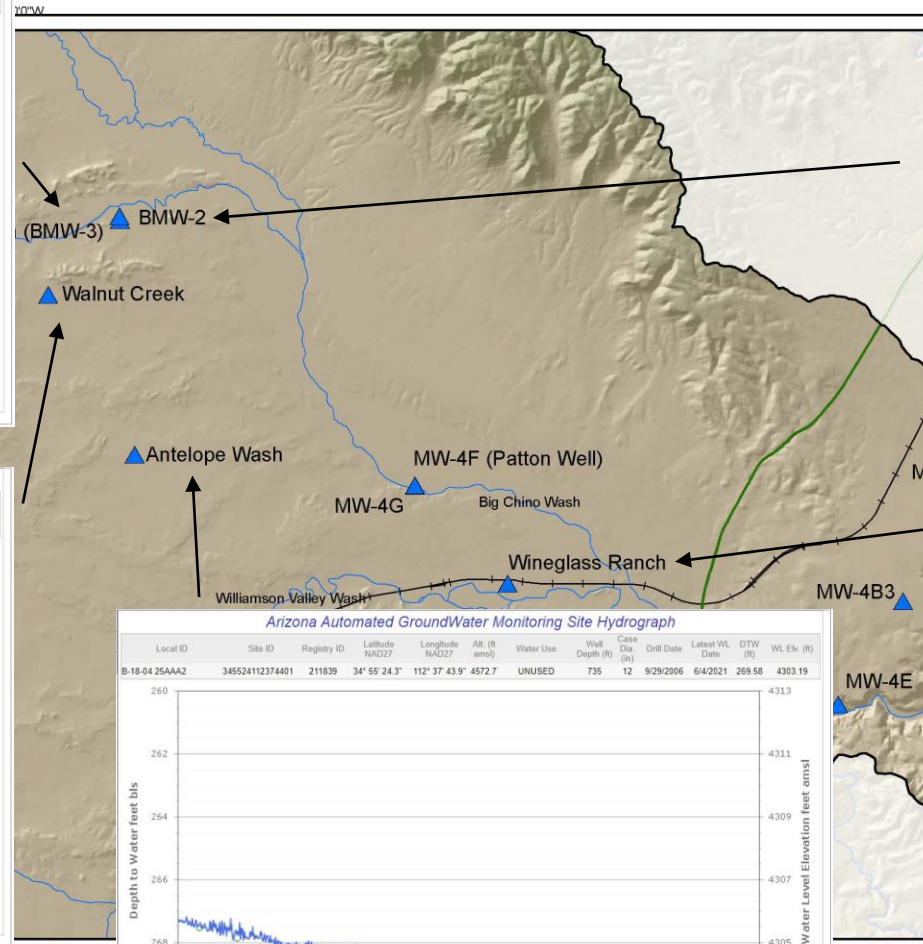 0'0"W
BMW-2
(BMW-3)
Walnut Creek
Antelope Wash
MW-4F (Patton Well)
MW-4G
Big Chino Wash
Wineglass Ranch
MW-4B3
Williamson Valley Wash
MW-4E
Arizona Automated GroundWater Monitoring Site Hydrograph
Local ID Site ID Registry ID Latitude NAD27 Longitude NAD27 Alt. (ft amsl) Water Use Well Depth (ft) Case Dia. (in) Drill Date Latest WL Date DTW (ft) WL Elv. (ft)
B-18-04 25AAA2 345524112374401 211839 34° 55' 24.3" 112° 37' 43.9" 4572.7 UNUSED 735 12 9/29/2006 6/4/2021 269.58 4303.19
260 4313
262 4311
264 4309
266 4307
268 4305
Depth to Water feet bls
Water Level Elevation feet amsl